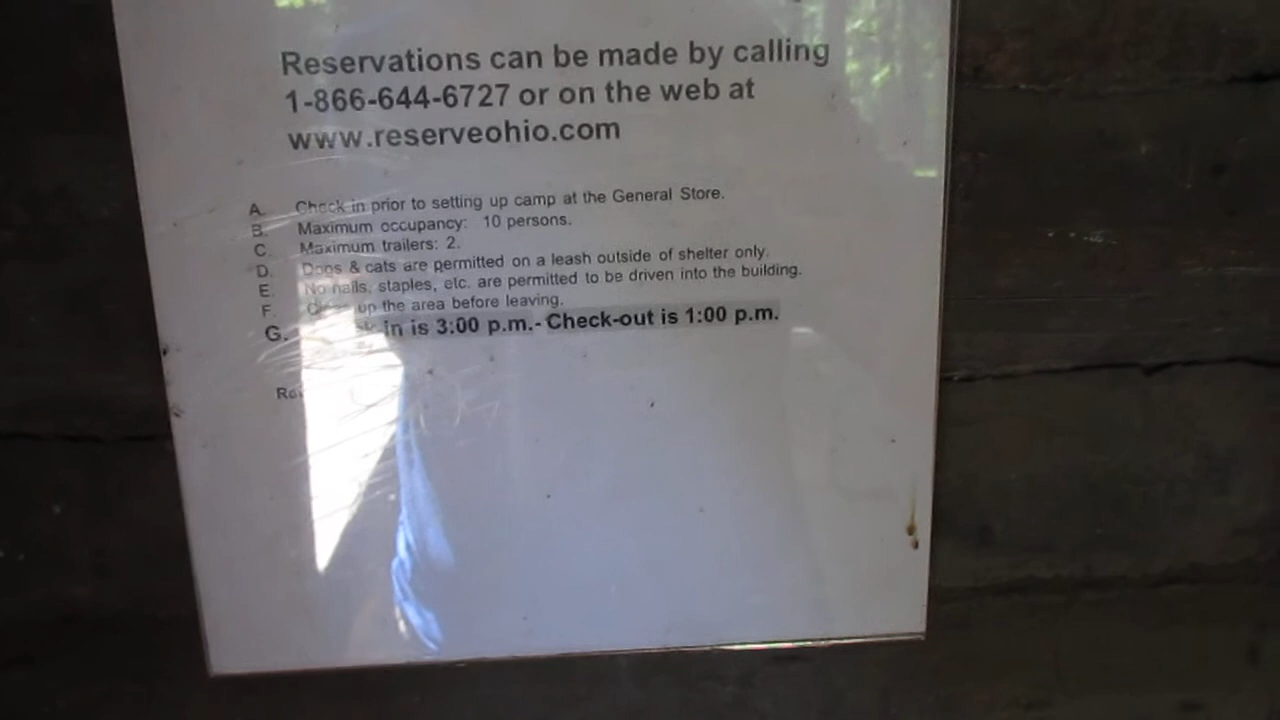 Reservations can be made by calling
1-866-644-6727 or on the web at
www.reserveohio.com
A. Check in prior to setting up camp at the General Store.
B. Maximum occupancy: 10 persons.
C. Maximum trailers: 2.
D. Dogs & cats are permitted on a leash outside of shelter only.
E. No nails, staples, etc. are permitted to be driven into the building.
F. up the area before leaving.
G. in is 3:00 p.m.- Check-out is 1:00 p.m.